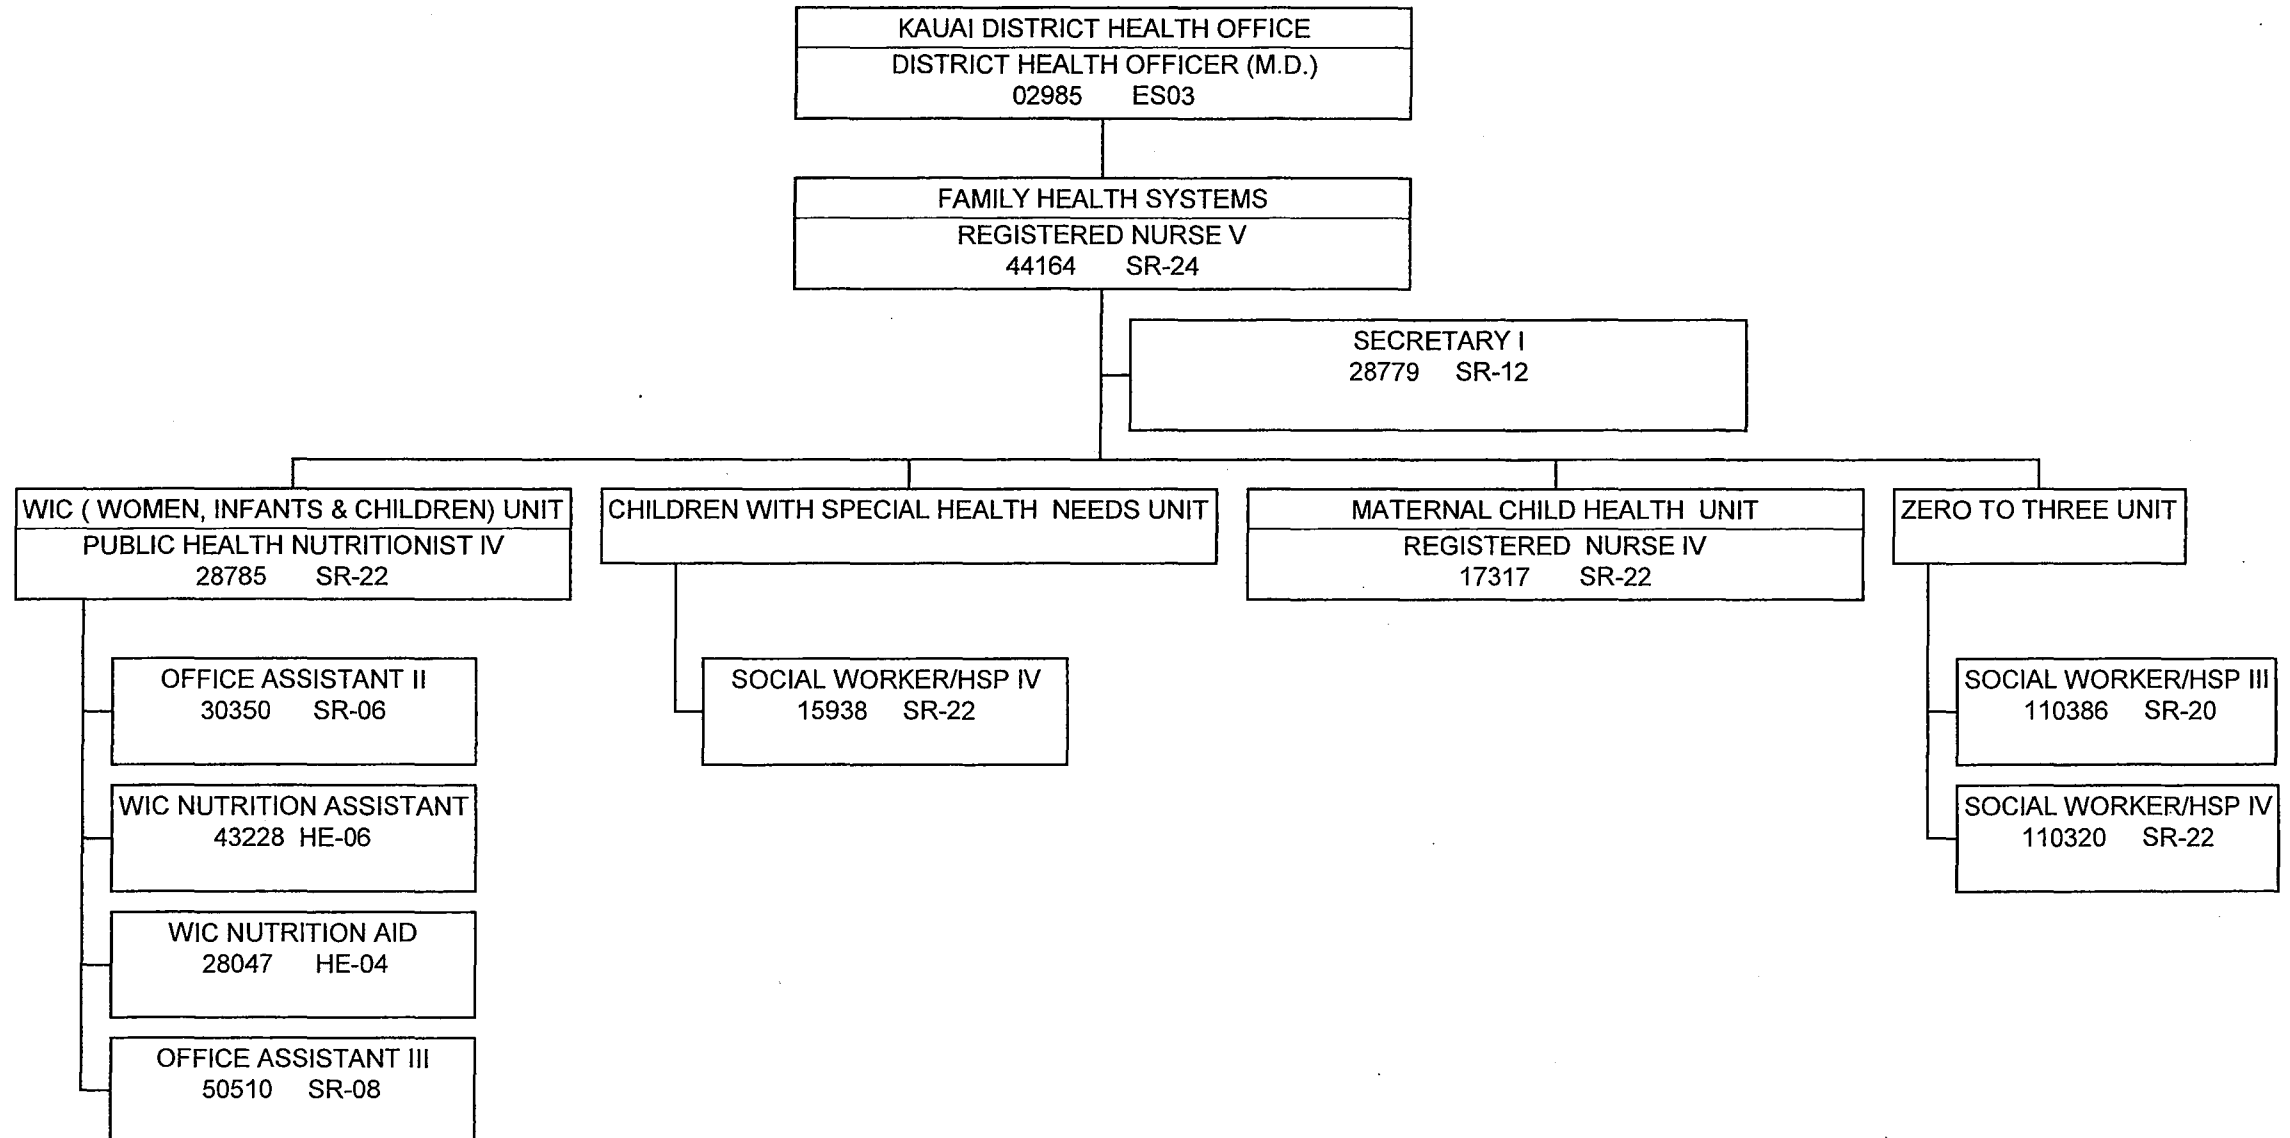 KAUAI DISTRICT HEALTH OFFICE
DISTRICT HEALTH OFFICER (M.D.)
02985 ES03
FAMILY HEALTH SYSTEMS
REGISTERED NURSE V
44164 SR-24
SECRETARY I
28779 SR-12
WIC ( WOMEN, INFANTS & CHILDREN) UNIT
PUBLIC HEALTH NUTRITIONIST IV
28785 SR-22
CHILDREN WITH SPECIAL HEALTH NEEDS UNIT
MATERNAL CHILD HEALTH UNIT
REGISTERED NURSE IV
17317 SR-22
ZERO TO THREE UNIT
OFFICE ASSISTANT II
30350 SR-06
WIC NUTRITION ASSISTANT
43228 HE-06
WIC NUTRITION AID
28047 HE-04
OFFICE ASSISTANT III
50510 SR-08
SOCIAL WORKER/HSP IV
15938 SR-22
SOCIAL WORKER/HSP III
110386 SR-20
SOCIAL WORKER/HSP IV
110320 SR-22